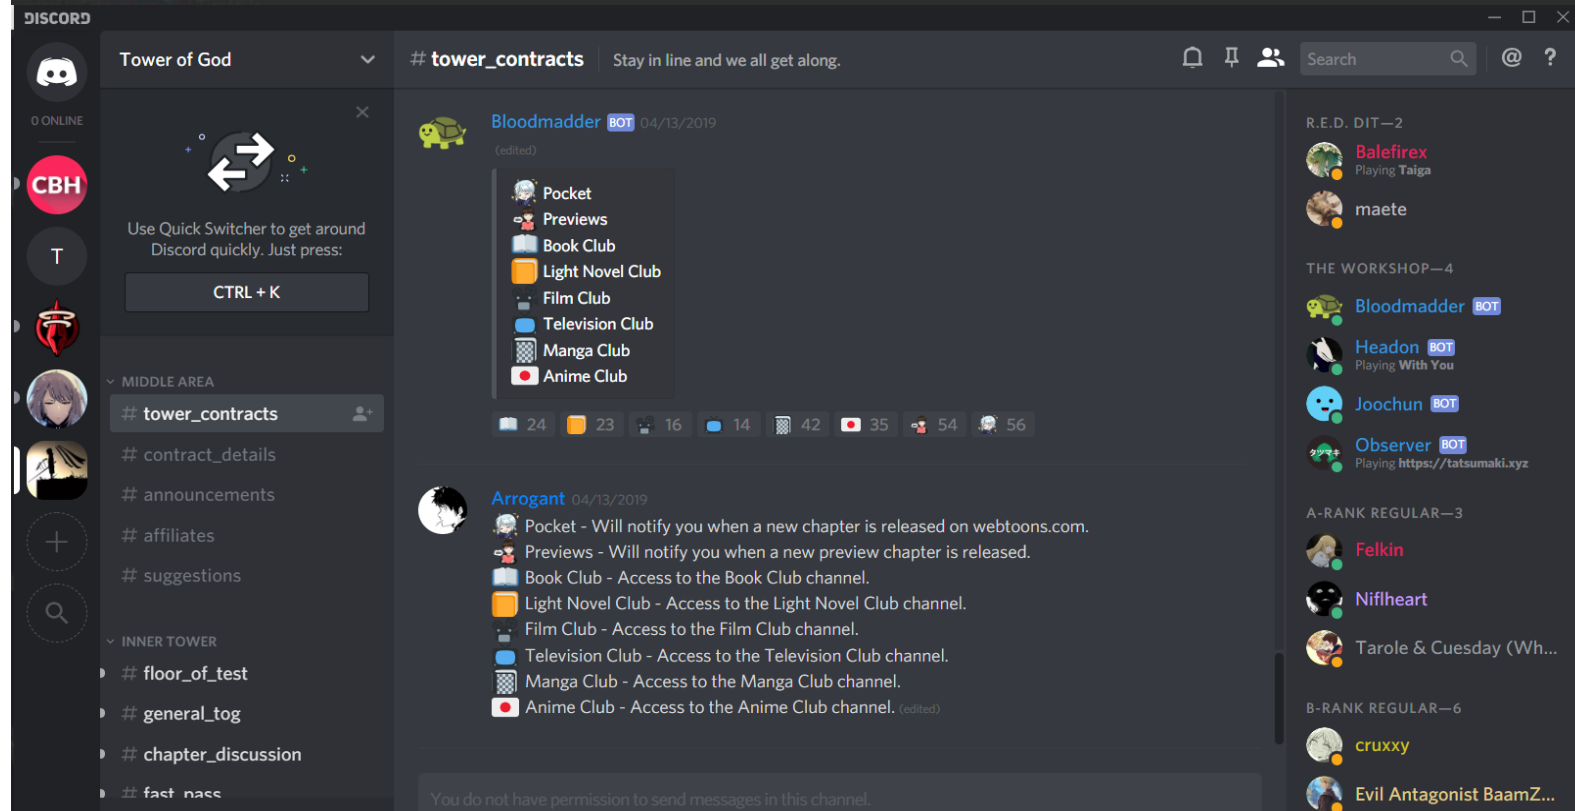 DISCORD
0 ONLINE
CBH
T
Tower of God
Use Quick Switcher to get around
Discord quickly. Just press:
CTRL + K
MIDDLE AREA
# tower_contracts
# contract_details
# announcements
# affiliates
# suggestions
INNER TOWER
# floor_of_test
# general_tog
# chapter_discussion
# fast_pass
# tower_contracts
Stay in line and we all get along.
Search
@ ?
Bloodmadder BOT 04/13/2019
(edited)
Pocket
Previews
Book Club
Light Novel Club
Film Club
Television Club
Manga Club
Anime Club
24 23 16 14 42 35 54 56
Arrogant 04/13/2019
Pocket - Will notify you when a new chapter is released on webtoons.com.
Previews - Will notify you when a new preview chapter is released.
Book Club - Access to the Book Club channel.
Light Novel Club - Access to the Light Novel Club channel.
Film Club - Access to the Film Club channel.
Television Club - Access to the Television Club channel.
Manga Club - Access to the Manga Club channel.
Anime Club - Access to the Anime Club channel. (edited)
You do not have permission to send messages in this channel.
R.E.D. DIT—2
Balefirex
Playing Taiga
maete
THE WORKSHOP—4
Bloodmadder BOT
Headon BOT
Playing With You
Joochun BOT
タツマキ
Observer BOT
Playing https://tatsumaki.xyz
A-RANK REGULAR—3
Felkin
Niflheart
Tarole & Cuesday (Wh...
B-RANK REGULAR—6
cruxxy
Evil Antagonist BaamZ...